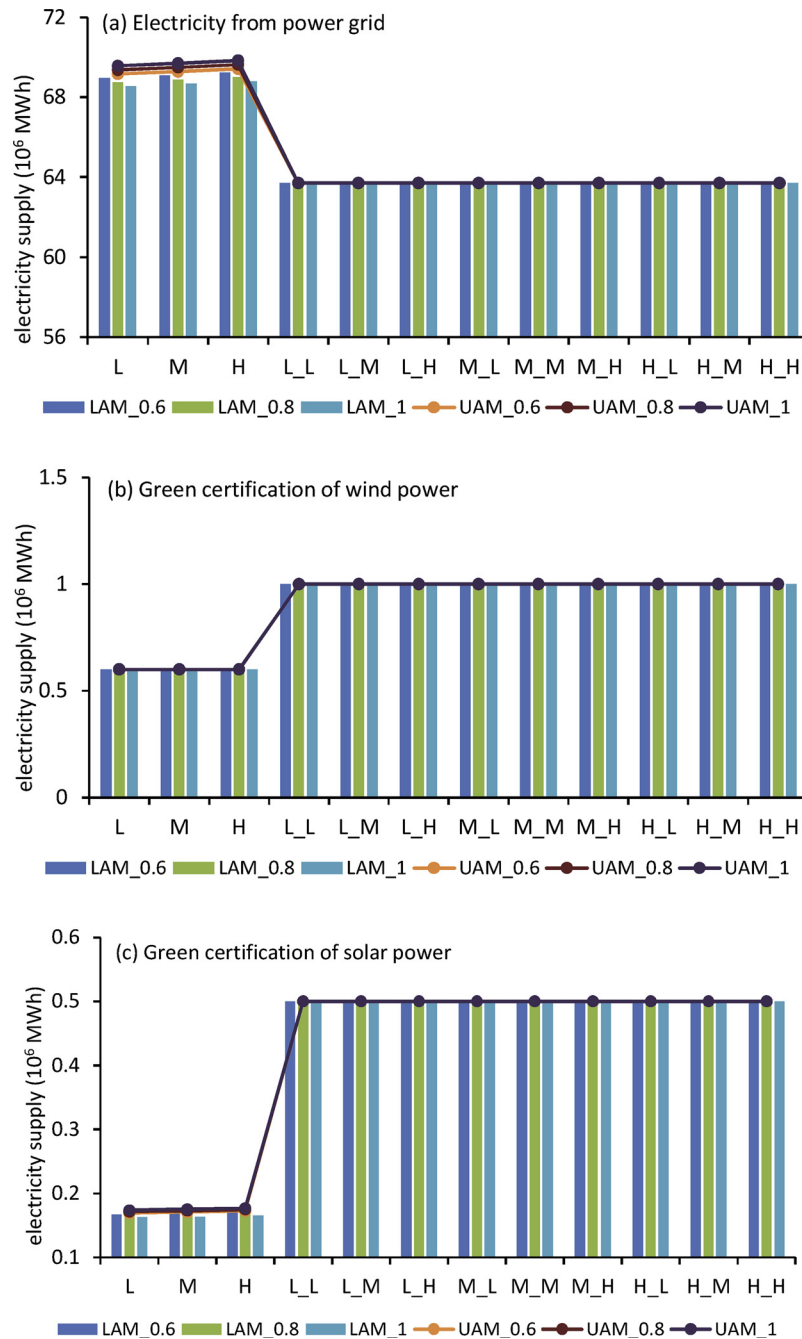 (a) Electricity from power grid
electricity supply (10⁶ MWh)
72
68
64
60
56
L M H L_L L_M L_H M_L M_M M_H H_L H_M H_H
LAM_0.6 LAM_0.8 LAM_1 UAM_0.6 UAM_0.8 UAM_1
(b) Green certification of wind power
electricity supply (10⁶ MWh)
1.5
1
0.5
0
L M H L_L L_M L_H M_L M_M M_H H_L H_M H_H
LAM_0.6 LAM_0.8 LAM_1 UAM_0.6 UAM_0.8 UAM_1
(c) Green certification of solar power
electricity supply (10⁶ MWh)
0.6
0.5
0.4
0.3
0.2
0.1
L M H L_L L_M L_H M_L M_M M_H H_L H_M H_H
LAM_0.6 LAM_0.8 LAM_1 UAM_0.6 UAM_0.8 UAM_1